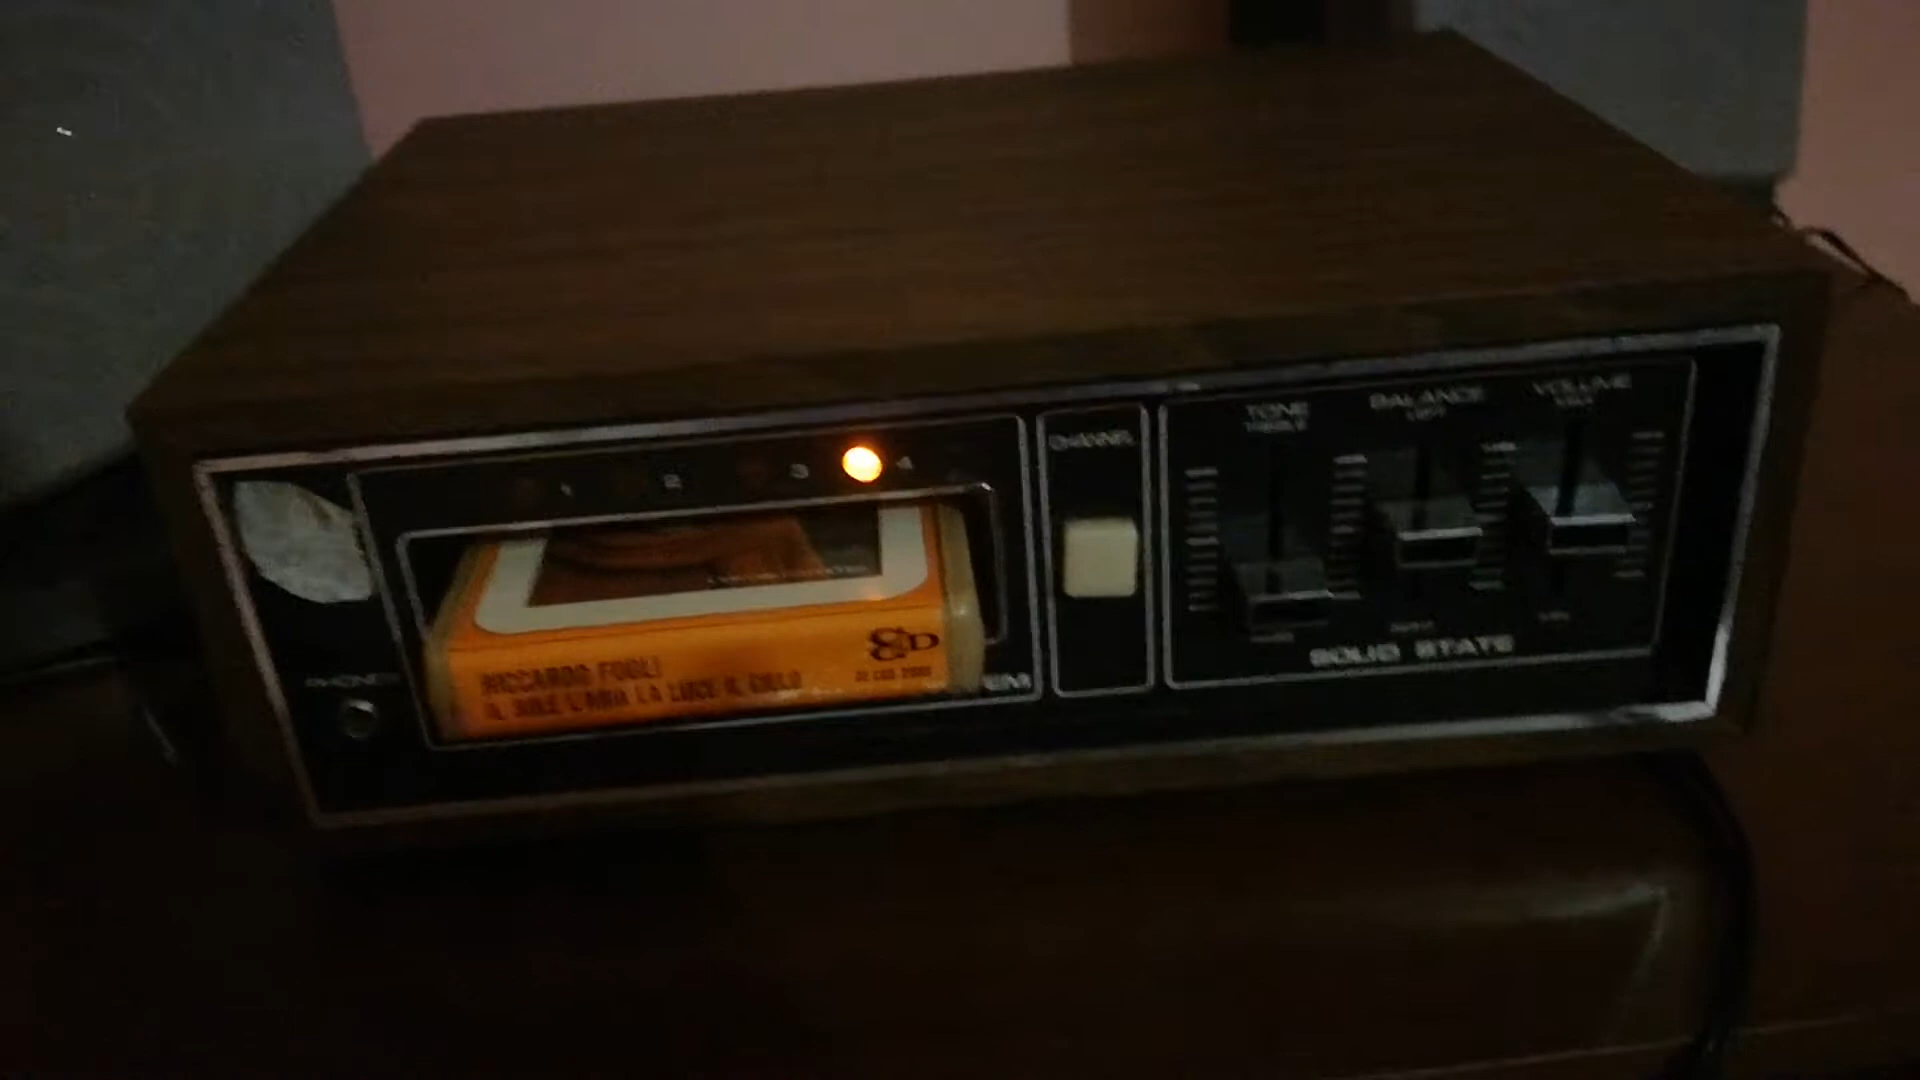 TONE
TREBLE
BALANCE
LEFT
VOLUME
CHANNEL
1 2 3 4
RICCARDO FOGLI
IL SOLE L'ARIA LA LUCE IL CIELO
PHONES
SOLID STATE